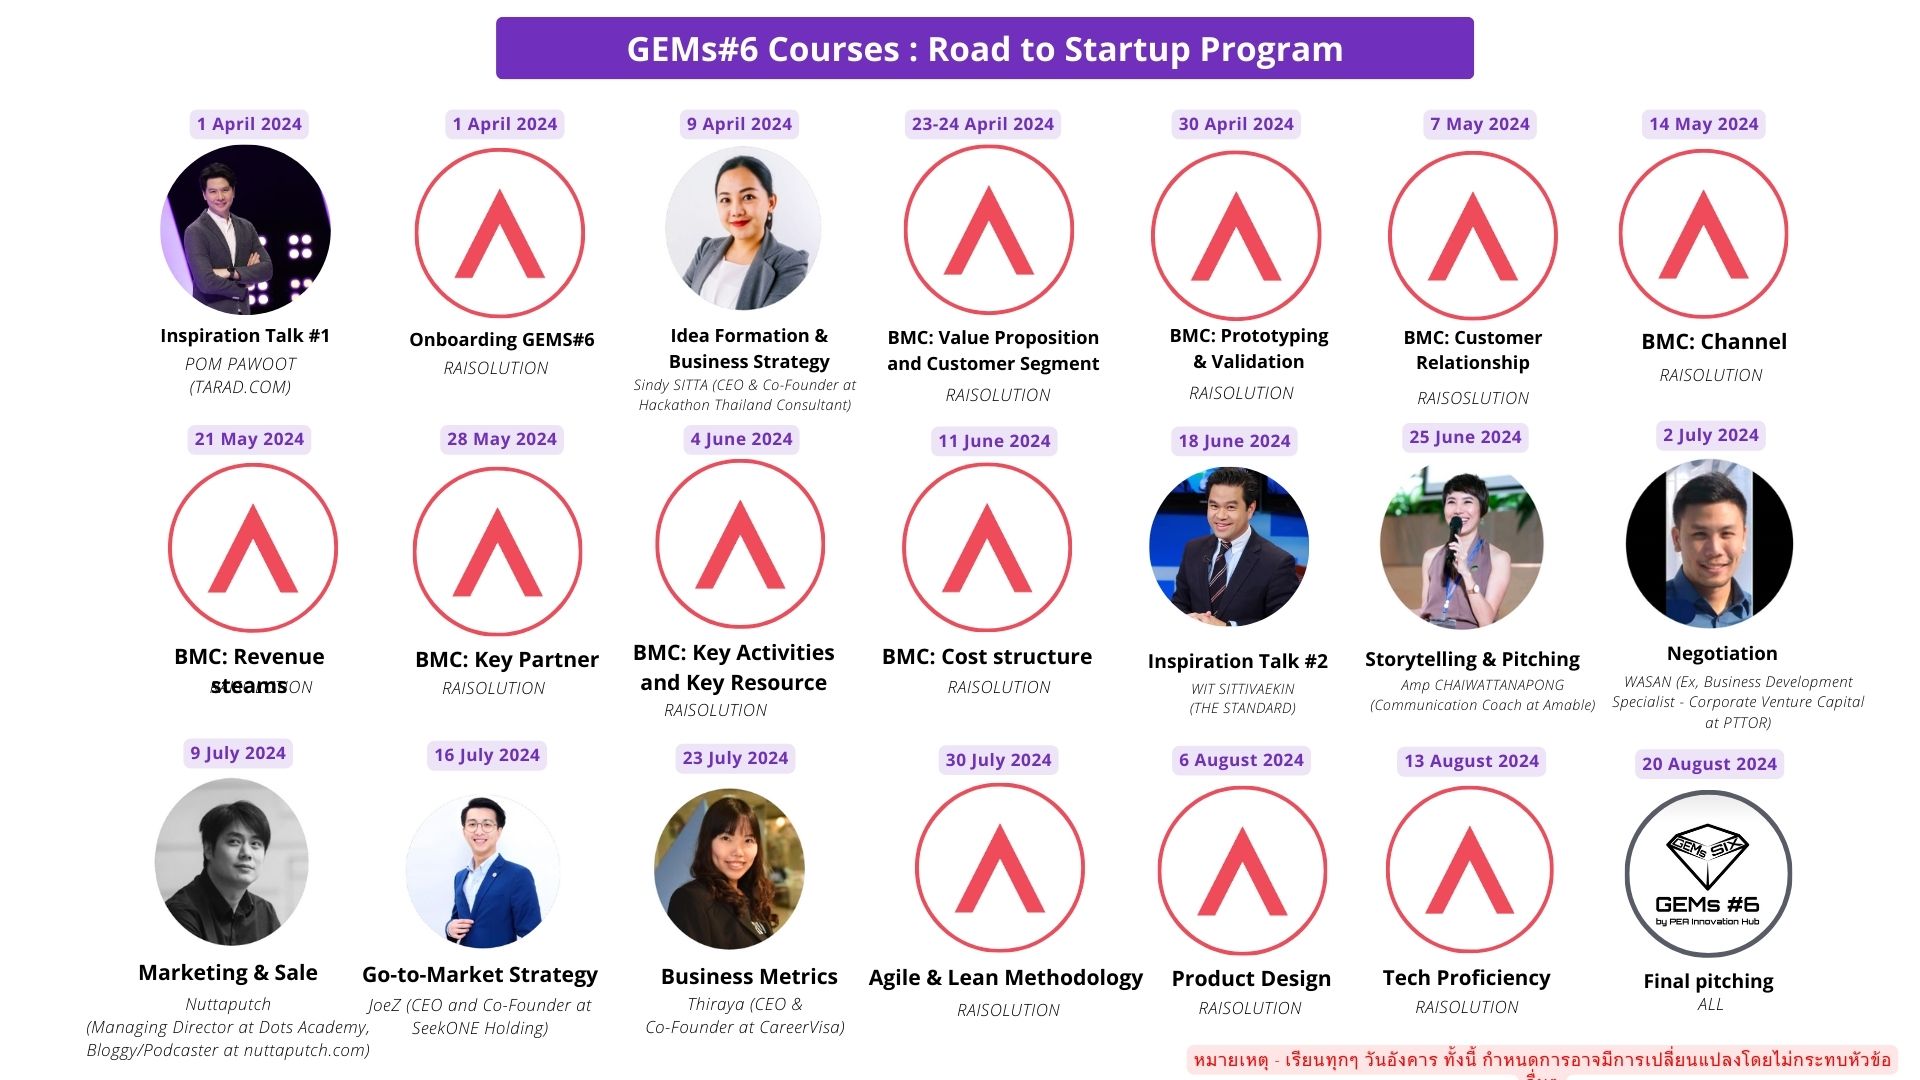 GEMs#6 Courses : Road to Startup Program
1 April 2024
Inspiration Talk #1
POM PAWOOT
(TARAD.COM)
1 April 2024
Onboarding GEMS#6
RAISOLUTION
9 April 2024
Idea Formation &
Business Strategy
Sindy SITTA (CEO & Co-Founder at
Hackathon Thailand Consultant)
23-24 April 2024
BMC: Value Proposition
and Customer Segment
RAISOLUTION
30 April 2024
BMC: Prototyping
& Validation
RAISOLUTION
7 May 2024
BMC: Customer
Relationship
RAISOSLUTION
14 May 2024
BMC: Channel
RAISOLUTION
21 May 2024
BMC: Revenue
steams
RAISOLUTION
28 May 2024
BMC: Key Partner
RAISOLUTION
4 June 2024
BMC: Key Activities
and Key Resource
RAISOLUTION
11 June 2024
BMC: Cost structure
RAISOLUTION
18 June 2024
Inspiration Talk #2
WIT SITTIVAEKIN
(THE STANDARD)
25 June 2024
Storytelling & Pitching
Amp CHAIWATTANAPONG
(Communication Coach at Amable)
2 July 2024
Negotiation
WASAN (Ex, Business Development
Specialist - Corporate Venture Capital
at PTTOR)
9 July 2024
Marketing & Sale
Nuttaputch
(Managing Director at Dots Academy,
Bloggy/Podcaster at nuttaputch.com)
16 July 2024
Go-to-Market Strategy
JoeZ (CEO and Co-Founder at
SeekONE Holding)
23 July 2024
Business Metrics
Thiraya (CEO &
Co-Founder at CareerVisa)
30 July 2024
Agile & Lean Methodology
RAISOLUTION
6 August 2024
Product Design
RAISOLUTION
13 August 2024
Tech Proficiency
RAISOLUTION
20 August 2024
GEMs SIX
GEMs #6
by PEA Innovation Hub
Final pitching
ALL
หมายเหตุ - เรียนทุกๆ วันอังคาร ทั้งนี้ กำหนดการอาจมีการเปลี่ยนแปลงโดยไม่กระทบหัวข้อ